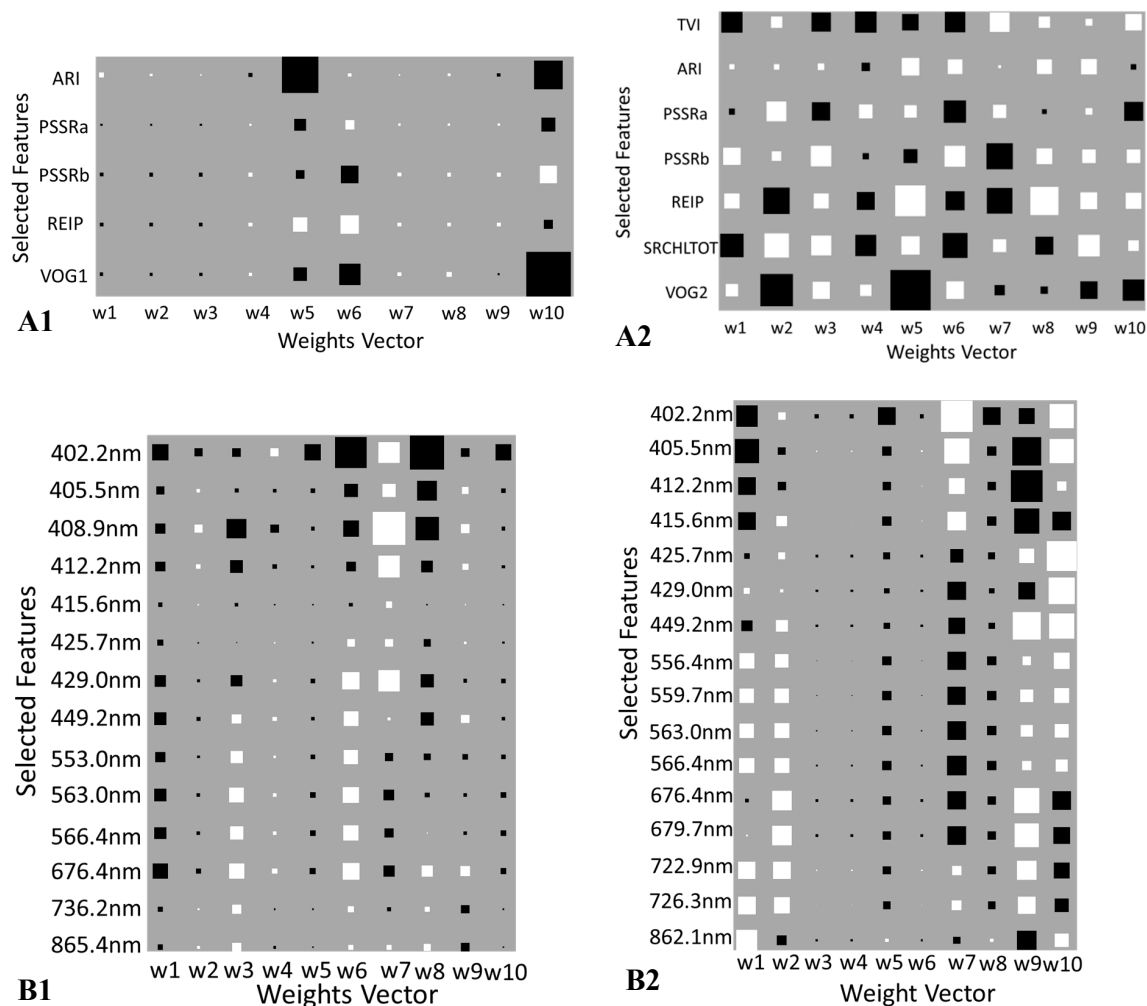 Selected Features
ARI
PSSRa
PSSRb
REIP
VOG1
w1 w2 w3 w4 w5 w6 w7 w8 w9 w10
Weights Vector
A1
Selected Features
TVI
ARI
PSSRa
PSSRb
REIP
SRCHLTOT
VOG2
w1 w2 w3 w4 w5 w6 w7 w8 w9 w10
Weights Vector
A2
Selected Features
402.2nm
405.5nm
408.9nm
412.2nm
415.6nm
425.7nm
429.0nm
449.2nm
553.0nm
563.0nm
566.4nm
676.4nm
736.2nm
865.4nm
w1 w2 w3 w4 w5 w6 w7 w8 w9 w10
Weights Vector
B1
Selected Features
402.2nm
405.5nm
412.2nm
415.6nm
425.7nm
429.0nm
449.2nm
556.4nm
559.7nm
563.0nm
566.4nm
676.4nm
679.7nm
722.9nm
726.3nm
862.1nm
w1 w2 w3 w4 w5 w6 w7 w8 w9 w10
Weight Vector
B2